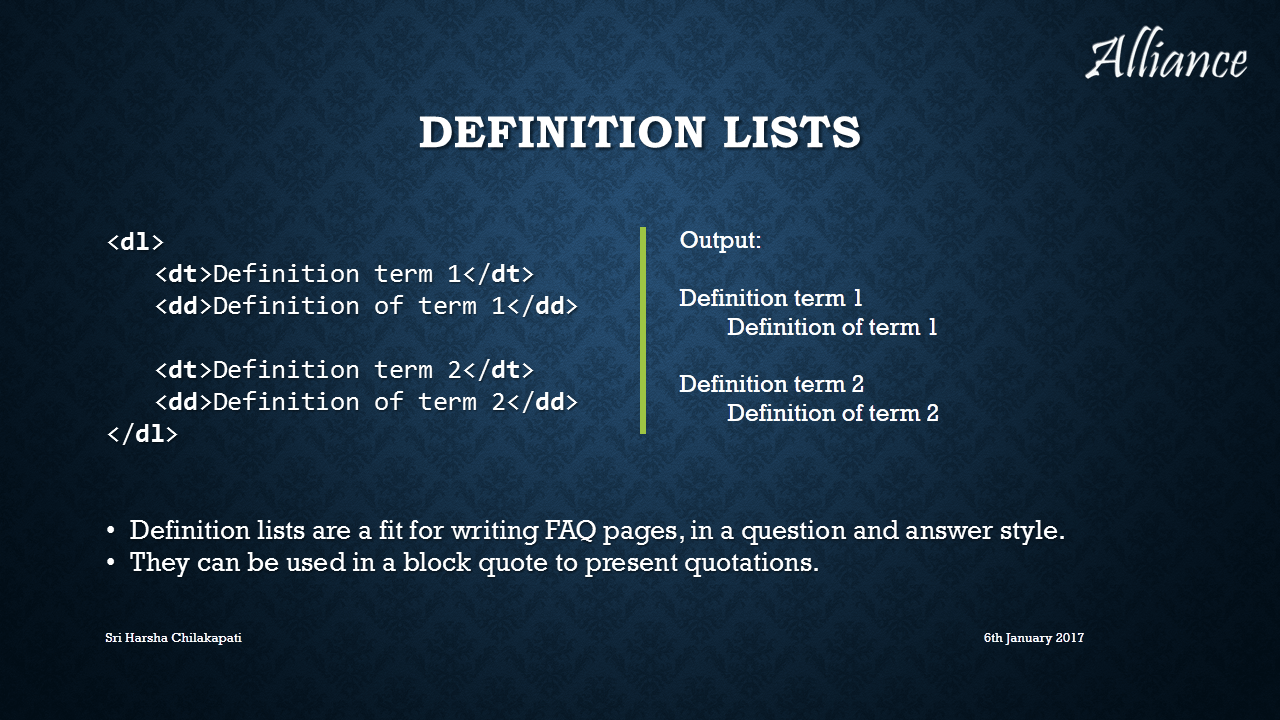 Alliance
DEFINITION LISTS
<dl>
<dt>Definition term 1</dt>
<dd>Definition of term 1</dd>
<dt>Definition term 2</dt>
<dd>Definition of term 2</dd>
</dl>
Output:
Definition term 1
Definition of term 1
Definition term 2
Definition of term 2
• Definition lists are a fit for writing FAQ pages, in a question and answer style.
• They can be used in a block quote to present quotations.
Sri Harsha Chilakapati
6th January 2017